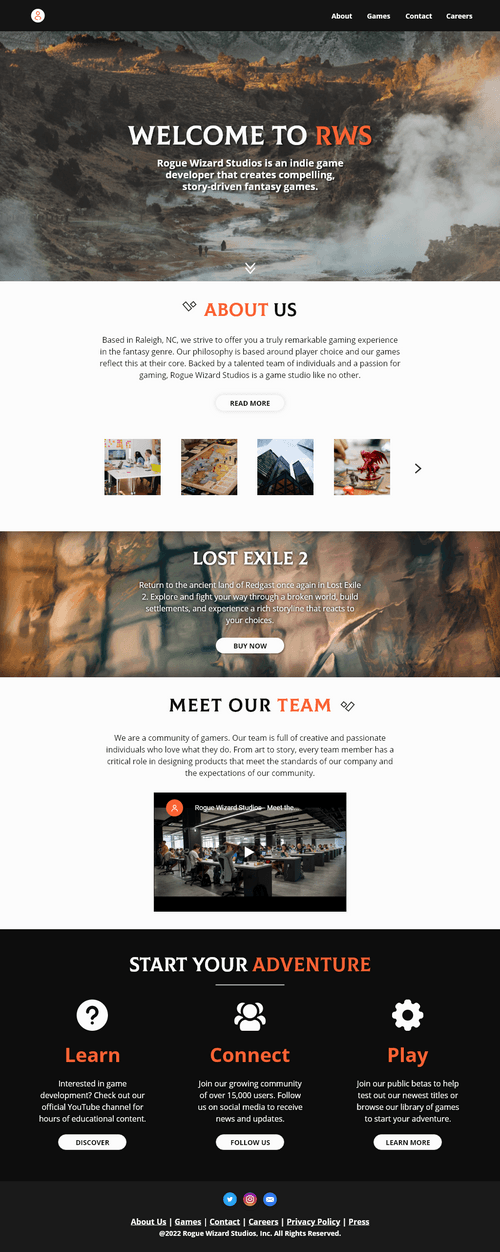 About Games Contact Careers
WELCOME TO RWS
Rogue Wizard Studios is an indie game
developer that creates compelling,
story-driven fantasy games.
ABOUT US
Based in Raleigh, NC, we strive to offer you a truly remarkable gaming experience
in the fantasy genre. Our philosophy is based around player choice and our games
reflect this at their core. Backed by a talented team of individuals and a passion for
gaming, Rogue Wizard Studios is a game studio like no other.
READ MORE
LOST EXILE 2
Return to the ancient land of Redgast once again in Lost Exile
2. Explore and fight your way through a broken world, build
settlements, and experience a rich storyline that reacts to
your choices.
BUY NOW
MEET OUR TEAM
We are a community of gamers. Our team is full of creative and passionate
individuals who love what they do. From art to story, every team member has a
critical role in designing products that meet the standards of our company and
the expectations of our community.
Rogue Wizard Studios - Meet the...
START YOUR ADVENTURE
Learn
Interested in game
development? Check out our
official YouTube channel for
hours of educational content.
DISCOVER
Connect
Join our growing community
of over 15,000 users. Follow
us on social media to receive
news and updates.
FOLLOW US
Play
Join our public betas to help
test out our newest titles or
browse our library of games
to start your adventure.
LEARN MORE
About Us | Games | Contact | Careers | Privacy Policy | Press
@2022 Rogue Wizard Studios, Inc. All Rights Reserved.